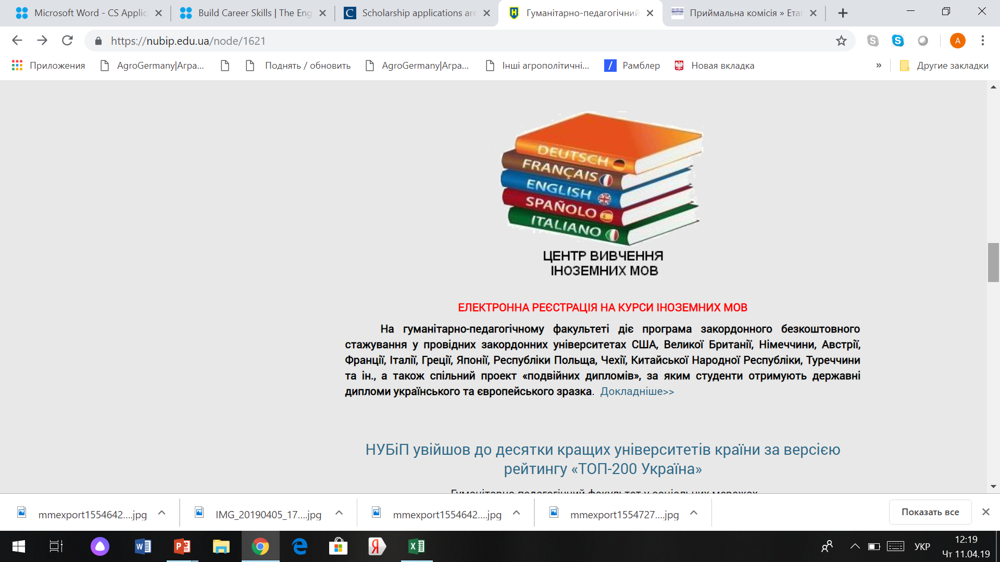 Microsoft Word - CS Applic
Build Career Skills | The Eng
Scholarship applications are
Гуманітарно-педагогічний
Приймальна комісія » Ета
https://nubip.edu.ua/node/1621
A
Приложения
AgroGermany|Агра...
Поднять / обновить
AgroGermany|Агра...
Інші агрополітичні...
Рамблер
Новая вкладка
»
Другие закладки
DEUTSCH
FRANÇAIS
ENGLISH
SPAÑOLO
ITALIANO
ЦЕНТР ВИВЧЕННЯ
ІНОЗЕМНИХ МОВ
ЕЛЕКТРОННА РЕЄСТРАЦІЯ НА КУРСИ ІНОЗЕМНИХ МОВ
На гуманітарно-педагогічному факультеті діє програма закордонного безкоштовного
стажування у провідних закордонних університетах США, Великої Британії, Німеччини, Австрії,
Франції, Італії, Греції, Японії, Республіки Польща, Чехії, Китайської Народної Республіки, Туреччини
та ін., а також спільний проект «подвійних дипломів», за яким студенти отримують державні
дипломи українського та європейського зразка. Докладніше>>
НУБіП увійшов до десятки кращих університетів країни за версією
рейтингу «ТОП-200 Україна»
Гуманітарно-педагогічний факультет у соціальних мережах
mmexport1554642....jpg
IMG_20190405_17....jpg
mmexport1554642....jpg
mmexport1554727....jpg
Показать все
УКР
12:19
Чт 11.04.19